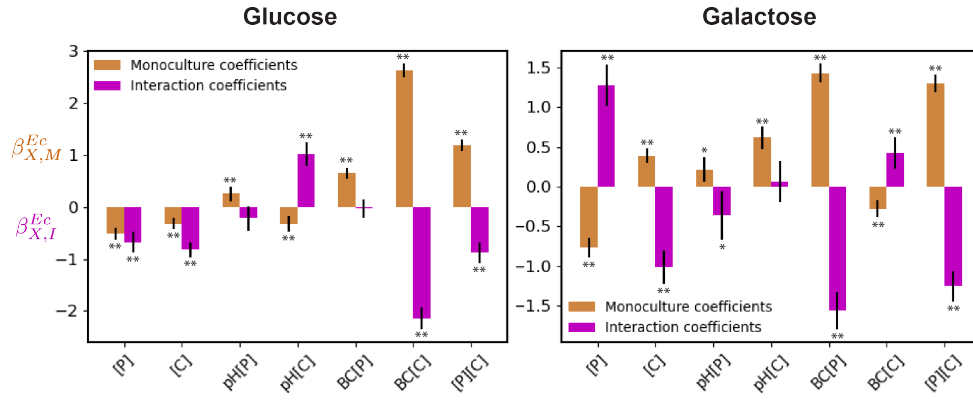 Glucose
Galactose
3
2
1
0
−1
−2
Monoculture coefficients
Interaction coefficients
** ** ** ** ** ** ** ** ** ** ** **
β^{Ec}_{X,M}
β^{Ec}_{X,I}
[P] [C] pH[P] pH[C] BC[P] BC[C] [P][C]
1.5
1.0
0.5
0.0
−0.5
−1.0
−1.5
** ** ** ** * * ** ** ** ** ** ** **
Monoculture coefficients
Interaction coefficients
[P] [C] pH[P] pH[C] BC[P] BC[C] [P][C]